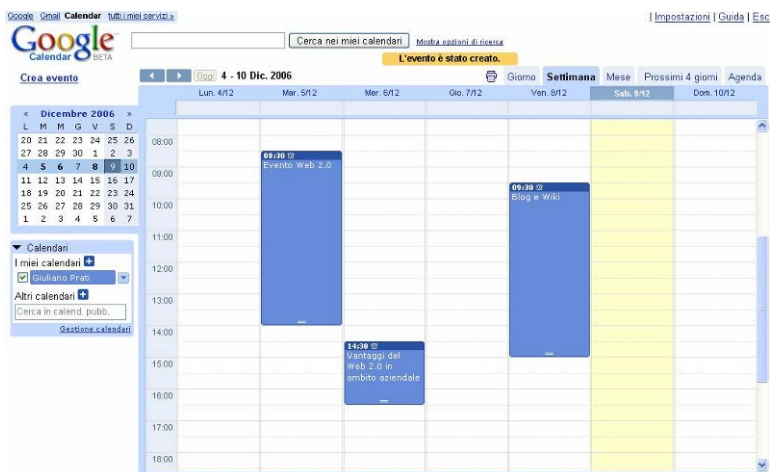 Google Gmail Calendar tutti i miei servizi »
| Impostazioni | Guida | Esc
Google
Calendar BETA
Cerca nei miei calendari
Mostra opzioni di ricerca
L'evento è stato creato.
Crea evento
Oggi 4 - 10 Dic. 2006
Giorno Settimana Mese Prossimi 4 giorni Agenda
Lun. 4/12 Mar. 5/12 Mer. 6/12 Gio. 7/12 Ven. 8/12 Sab. 9/12 Dom. 10/12
« Dicembre 2006 »
L M M G V S D
20 21 22 23 24 25 26
27 28 29 30 1 2 3
4 5 6 7 8 9 10
11 12 13 14 15 16 17
18 19 20 21 22 23 24
25 26 27 28 29 30 31
1 2 3 4 5 6 7
Calendari
I miei calendari
Giuliano Prati
Altri calendari
Cerca in calend. pubb.
Gestione calendari
08:00
09:00
10:00
11:00
12:00
13:00
14:00
15:00
16:00
17:00
18:00
08:30
Evento Web 2.0
14:30
Vantaggi del
Web 2.0 in
ambito aziendale
09:30
Blog e Wiki